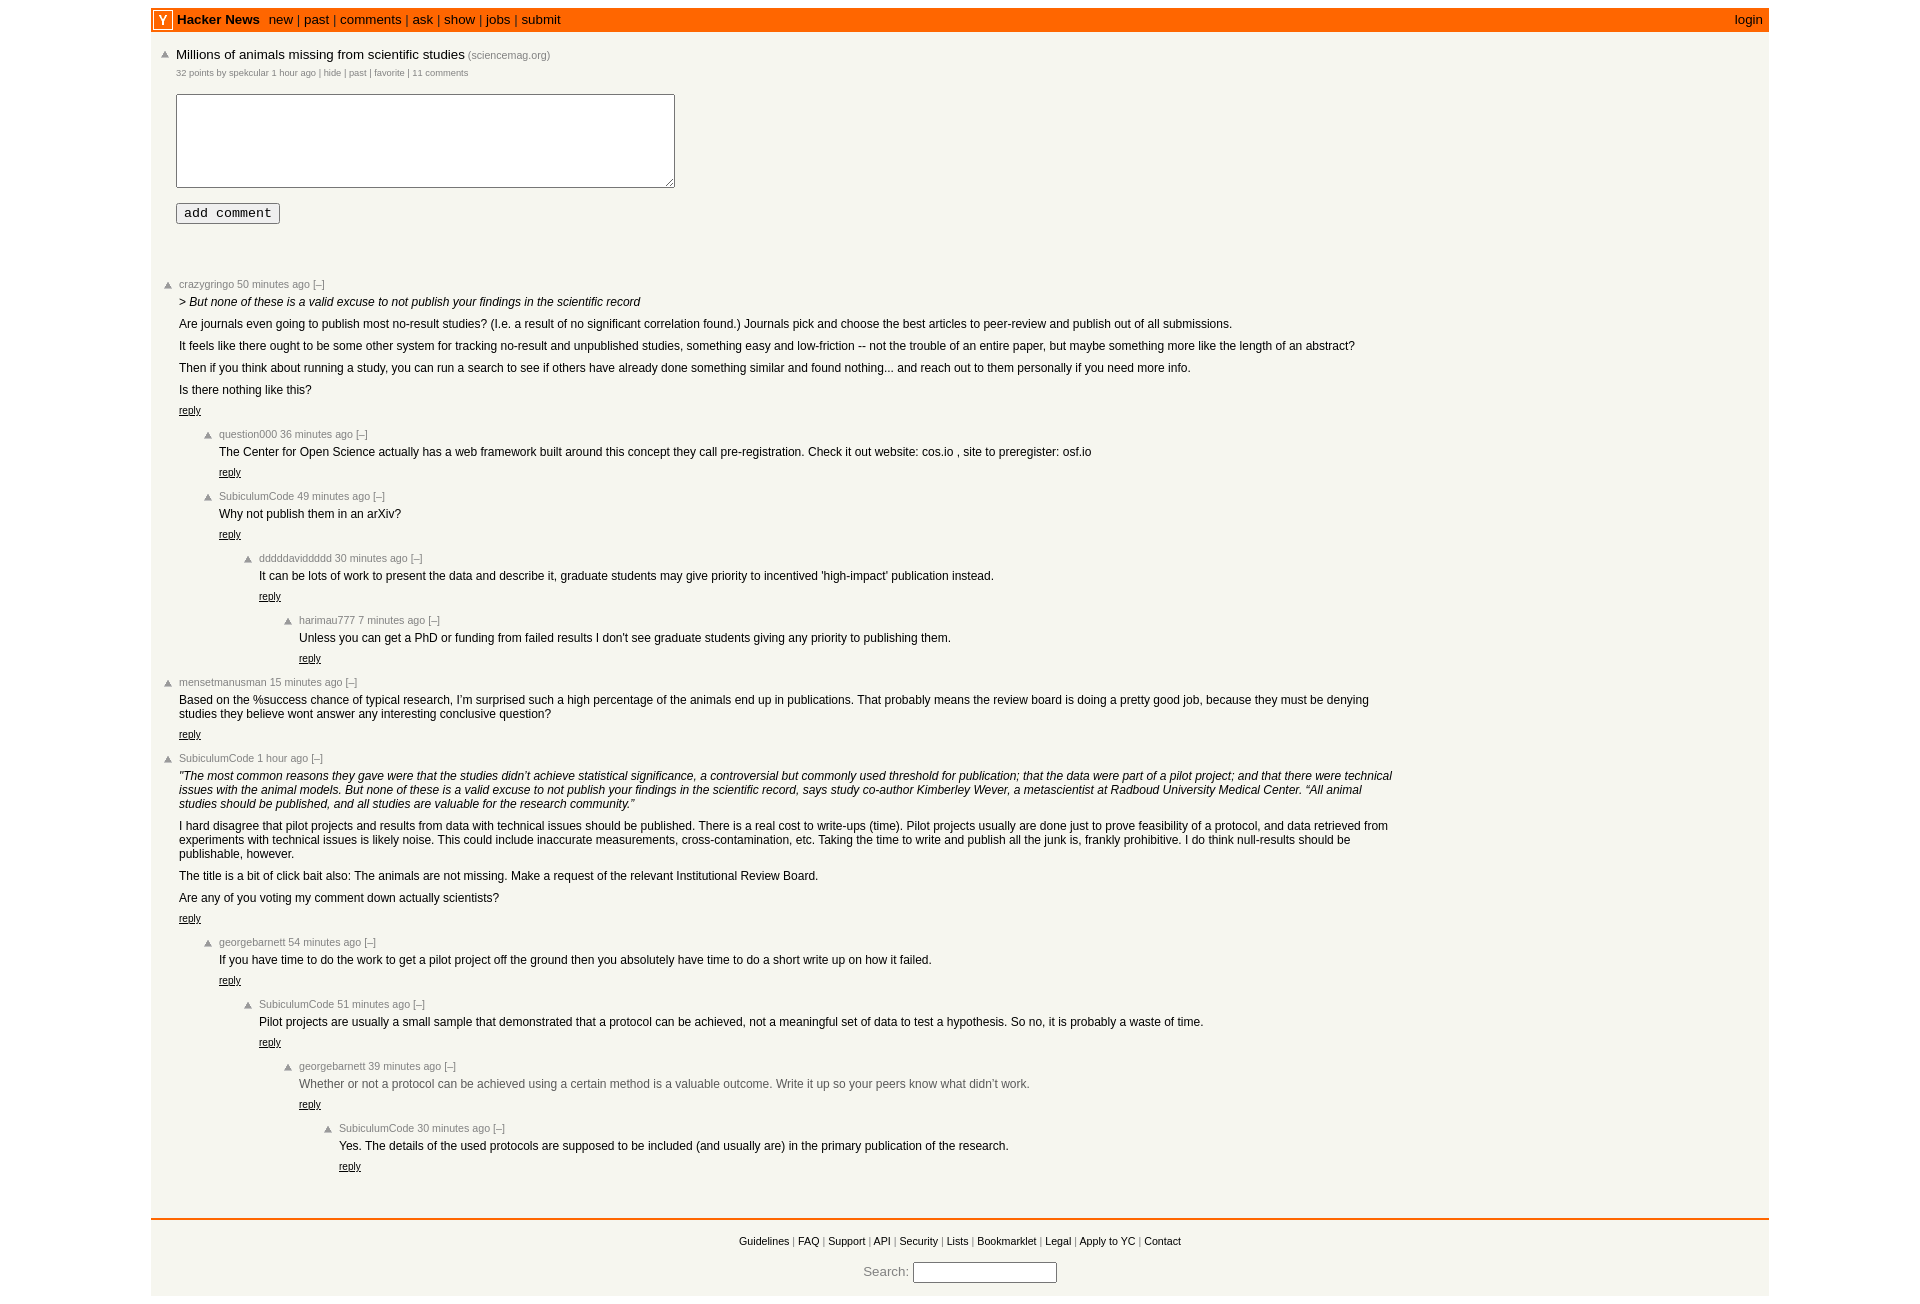 Y Hacker News new | past | comments | ask | show | jobs | submit login
Millions of animals missing from scientific studies (sciencemag.org)
32 points by spekcular 1 hour ago | hide | past | favorite | 11 comments
add comment
crazygringo 50 minutes ago [–]
> But none of these is a valid excuse to not publish your findings in the scientific record
Are journals even going to publish most no-result studies? (I.e. a result of no significant correlation found.) Journals pick and choose the best articles to peer-review and publish out of all submissions.
It feels like there ought to be some other system for tracking no-result and unpublished studies, something easy and low-friction -- not the trouble of an entire paper, but maybe something more like the length of an abstract?
Then if you think about running a study, you can run a search to see if others have already done something similar and found nothing... and reach out to them personally if you need more info.
Is there nothing like this?
reply
question000 36 minutes ago [–]
The Center for Open Science actually has a web framework built around this concept they call pre-registration. Check it out website: cos.io , site to preregister: osf.io
reply
SubiculumCode 49 minutes ago [–]
Why not publish them in an arXiv?
reply
dddddaviddddd 30 minutes ago [–]
It can be lots of work to present the data and describe it, graduate students may give priority to incentived 'high-impact' publication instead.
reply
harimau777 7 minutes ago [–]
Unless you can get a PhD or funding from failed results I don't see graduate students giving any priority to publishing them.
reply
mensetmanusman 15 minutes ago [–]
Based on the %success chance of typical research, I’m surprised such a high percentage of the animals end up in publications. That probably means the review board is doing a pretty good job, because they must be denying
studies they believe wont answer any interesting conclusive question?
reply
SubiculumCode 1 hour ago [–]
"The most common reasons they gave were that the studies didn’t achieve statistical significance, a controversial but commonly used threshold for publication; that the data were part of a pilot project; and that there were technical
issues with the animal models. But none of these is a valid excuse to not publish your findings in the scientific record, says study co-author Kimberley Wever, a metascientist at Radboud University Medical Center. “All animal
studies should be published, and all studies are valuable for the research community.”
I hard disagree that pilot projects and results from data with technical issues should be published. There is a real cost to write-ups (time). Pilot projects usually are done just to prove feasibility of a protocol, and data retrieved from
experiments with technical issues is likely noise. This could include inaccurate measurements, cross-contamination, etc. Taking the time to write and publish all the junk is, frankly prohibitive. I do think null-results should be
publishable, however.
The title is a bit of click bait also: The animals are not missing. Make a request of the relevant Institutional Review Board.
Are any of you voting my comment down actually scientists?
reply
georgebarnett 54 minutes ago [–]
If you have time to do the work to get a pilot project off the ground then you absolutely have time to do a short write up on how it failed.
reply
SubiculumCode 51 minutes ago [–]
Pilot projects are usually a small sample that demonstrated that a protocol can be achieved, not a meaningful set of data to test a hypothesis. So no, it is probably a waste of time.
reply
georgebarnett 39 minutes ago [–]
Whether or not a protocol can be achieved using a certain method is a valuable outcome. Write it up so your peers know what didn’t work.
reply
SubiculumCode 30 minutes ago [–]
Yes. The details of the used protocols are supposed to be included (and usually are) in the primary publication of the research.
reply
Guidelines | FAQ | Support | API | Security | Lists | Bookmarklet | Legal | Apply to YC | Contact
Search: